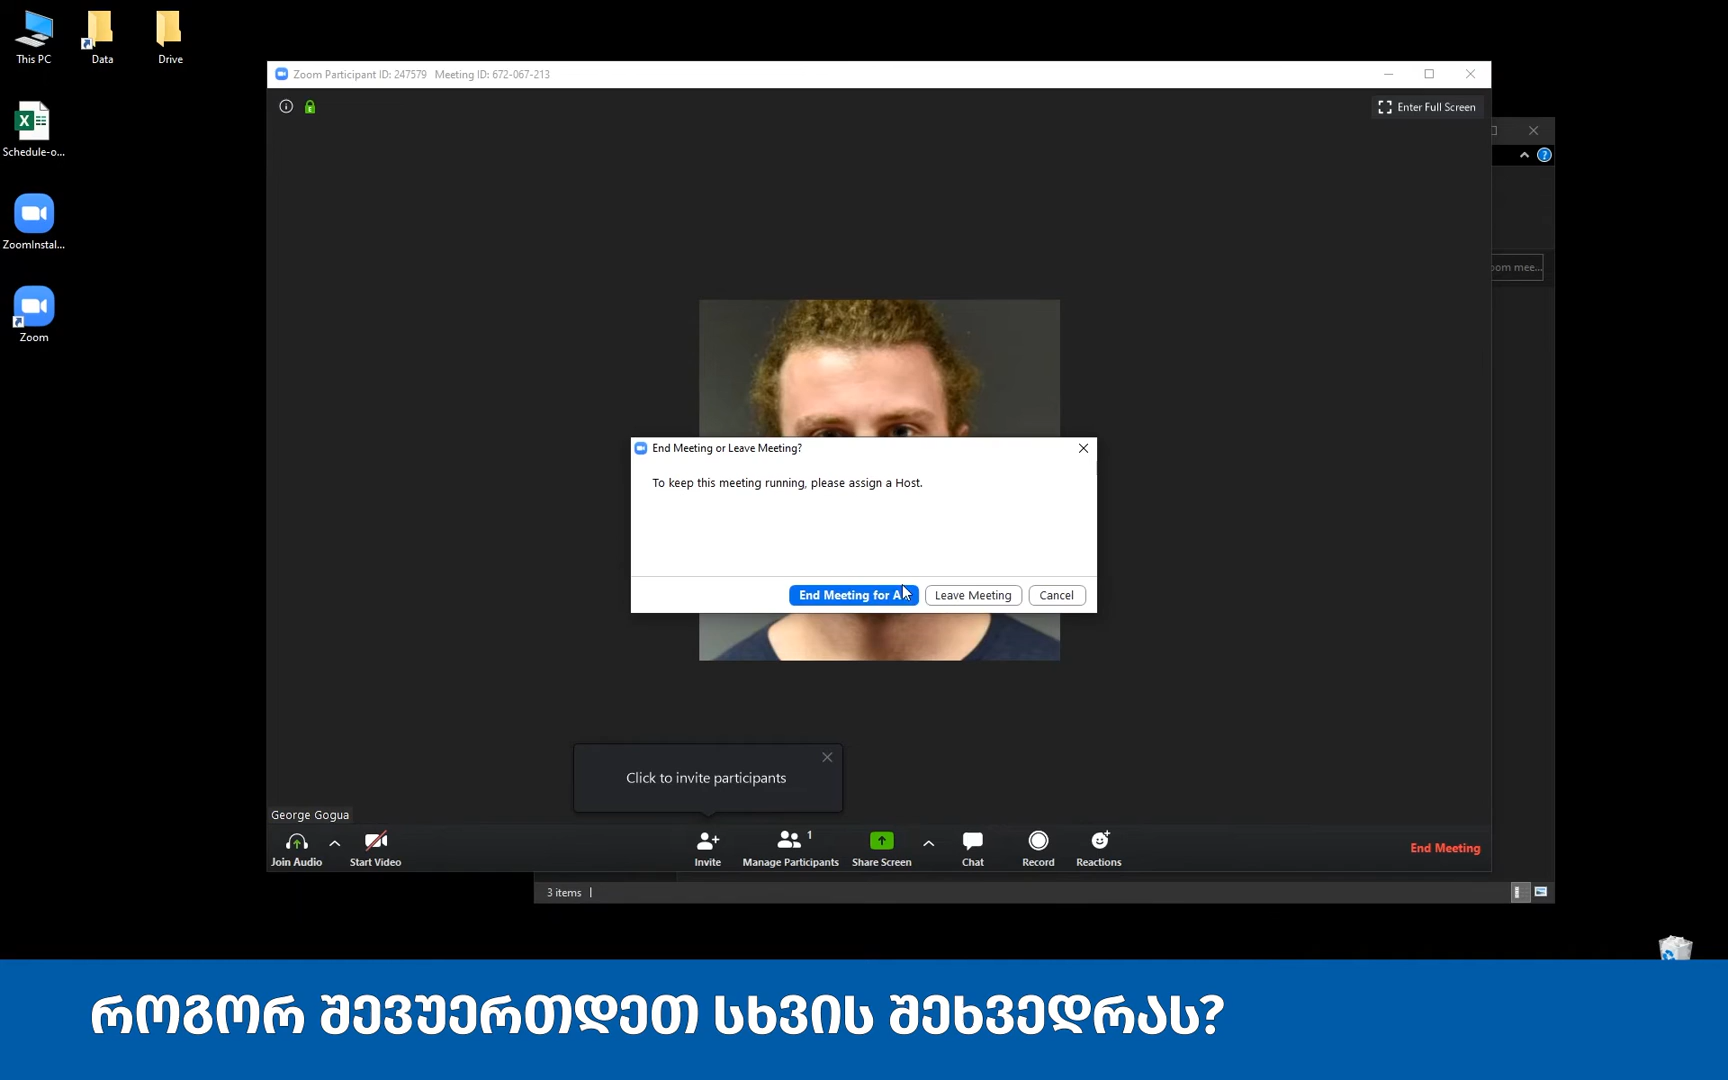 This PC
Data
Drive
Schedule-o...
ZoomInstal...
Zoom
Zoom Participant ID: 247579 Meeting ID: 672-067-213
Enter Full Screen
End Meeting or Leave Meeting?
To keep this meeting running, please assign a Host.
End Meeting for A
Leave Meeting
Cancel
Click to invite participants
George Gogua
Join Audio
Start Video
Invite
1
Manage Participants
Share Screen
Chat
Record
Reactions
End Meeting
oom mee...
3 items
როგორ შევუერთდეთ სხვის შეხვედრას?